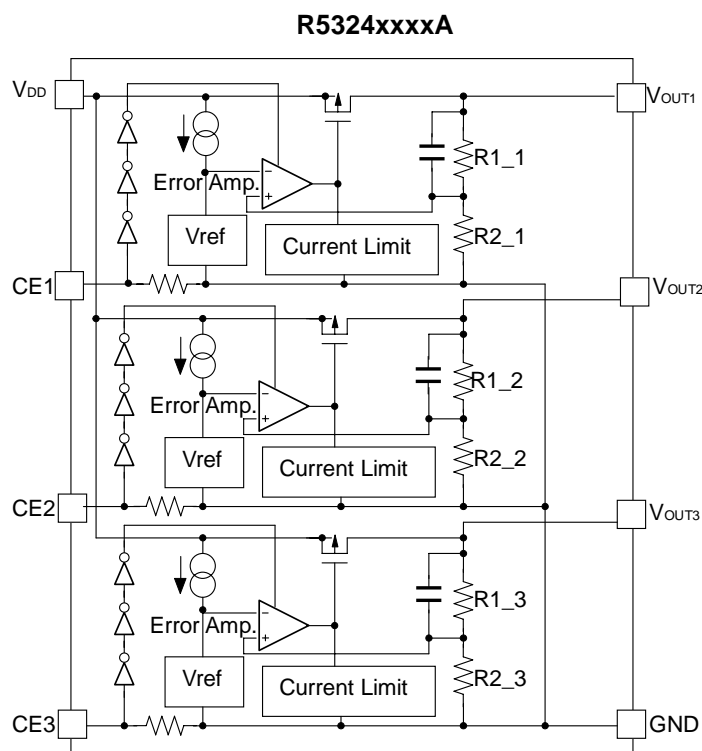 R5324xxxxA
VDD
VOUT1
Error Amp.
−
+
R1_1
Vref
Current Limit
R2_1
CE1
VOUT2
Error Amp.
−
+
R1_2
Vref
Current Limit
R2_2
CE2
VOUT3
Error Amp.
−
+
R1_3
Vref
Current Limit
R2_3
CE3
GND